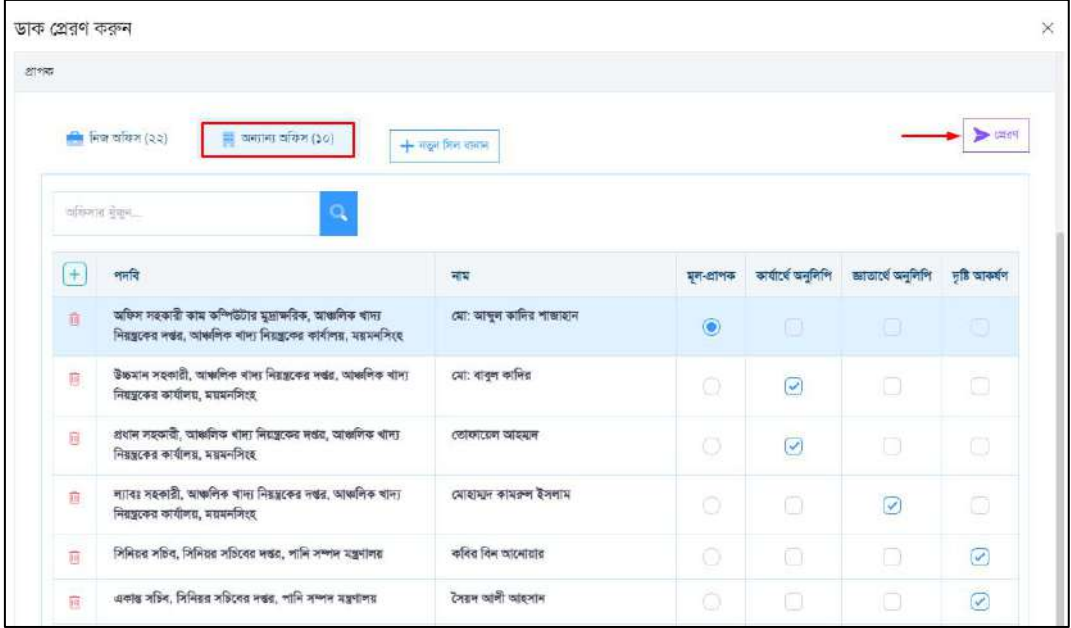 ডাক প্রেরণ করুন
প্রাপক
নিজ অফিস (২২)
অন্যান্য অফিস (১০)
নতুন সিল বানান
প্রেরণ
অফিসার খুঁজুন...
পদবি
নাম
মূল-প্রাপক
কার্যার্থে অনুলিপি
জ্ঞাতার্থে অনুলিপি
দৃষ্টি আকর্ষণ
অফিস সহকারী কাম কম্পিউটার মুদ্রাক্ষরিক, আঞ্চলিক খাদ্য
নিয়ন্ত্রকের দপ্তর, আঞ্চলিক খাদ্য নিয়ন্ত্রকের কার্যালয়, ময়মনসিংহ
মো: আব্দুল কাদির শাজাহান
উচ্চমান সহকারী, আঞ্চলিক খাদ্য নিয়ন্ত্রকের দপ্তর, আঞ্চলিক খাদ্য
নিয়ন্ত্রকের কার্যালয়, ময়মনসিংহ
মো: বাবুল কাদির
প্রধান সহকারী, আঞ্চলিক খাদ্য নিয়ন্ত্রকের দপ্তর, আঞ্চলিক খাদ্য
নিয়ন্ত্রকের কার্যালয়, ময়মনসিংহ
তোফায়েল আহম্মদ
ল্যাবঃ সহকারী, আঞ্চলিক খাদ্য নিয়ন্ত্রকের দপ্তর, আঞ্চলিক খাদ্য
নিয়ন্ত্রকের কার্যালয়, ময়মনসিংহ
মোহাম্মদ কামরুল ইসলাম
সিনিয়র সচিব, সিনিয়র সচিবের দপ্তর, পানি সম্পদ মন্ত্রণালয়
কবির বিন আনোয়ার
একান্ত সচিব, সিনিয়র সচিবের দপ্তর, পানি সম্পদ মন্ত্রণালয়
সৈয়দ আলী আহসান